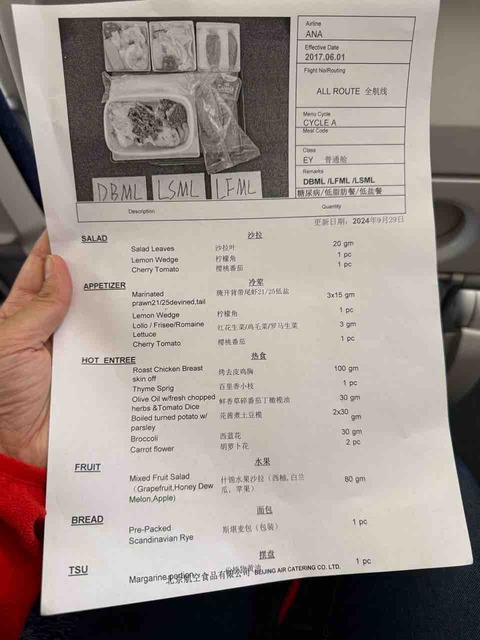 Airline
ANA
Effective Date
2017.06.01
Flight No/Routing
ALL ROUTE 全航线
Menu Cycle
CYCLE A
Meal Code
Class
EY 普通舱
Remarks
DBML /LFML /LSML
糖尿病/低脂肪餐/低盐餐
DBML LSML LFML
Description Quantity
更新日期: 2024年9月29日
SALAD 沙拉
Salad Leaves 沙拉叶 20 gm
Lemon Wedge 柠檬角 1 pc
Cherry Tomato 樱桃番茄 1 pc
APPETIZER 冷荤
Marinated 腌开背带尾虾21/25低盐
prawn21/25devined,tail 3x15 gm
Lemon Wedge 柠檬角 1 pc
Lollo / Frisee/Romaine 红花生菜/鸡毛菜/罗马生菜 3 gm
Lettuce
Cherry Tomato 樱桃番茄 1 pc
HOT ENTREE 热食
Roast Chicken Breast 烤去皮鸡胸 100 gm
skin off
Thyme Sprig 百里香小枝 1 pc
Olive Oil w/fresh chopped 鲜香草碎番茄丁橄榄油 30 gm
herbs &Tomato Dice
Boiled turned potato w/ 芫茜煮土豆橄 2x30 gm
parsley
Broccoli 西蓝花 30 gm
Carrot flower 胡萝卜花 2 pc
FRUIT 水果
Mixed Fruit Salad 什锦水果沙拉（西柚, 白兰 80 gm
（Grapefruit,Honey Dew 瓜, 苹果）
Melon,Apple)
BREAD 面包
Pre-Packed 斯堪麦包（包装） 1 pc
Scandinavian Rye
TSU 摆盘
Margarine portion 1 pc
北京航空食品有限公司 BEIJING AIR CATERING CO. LTD.